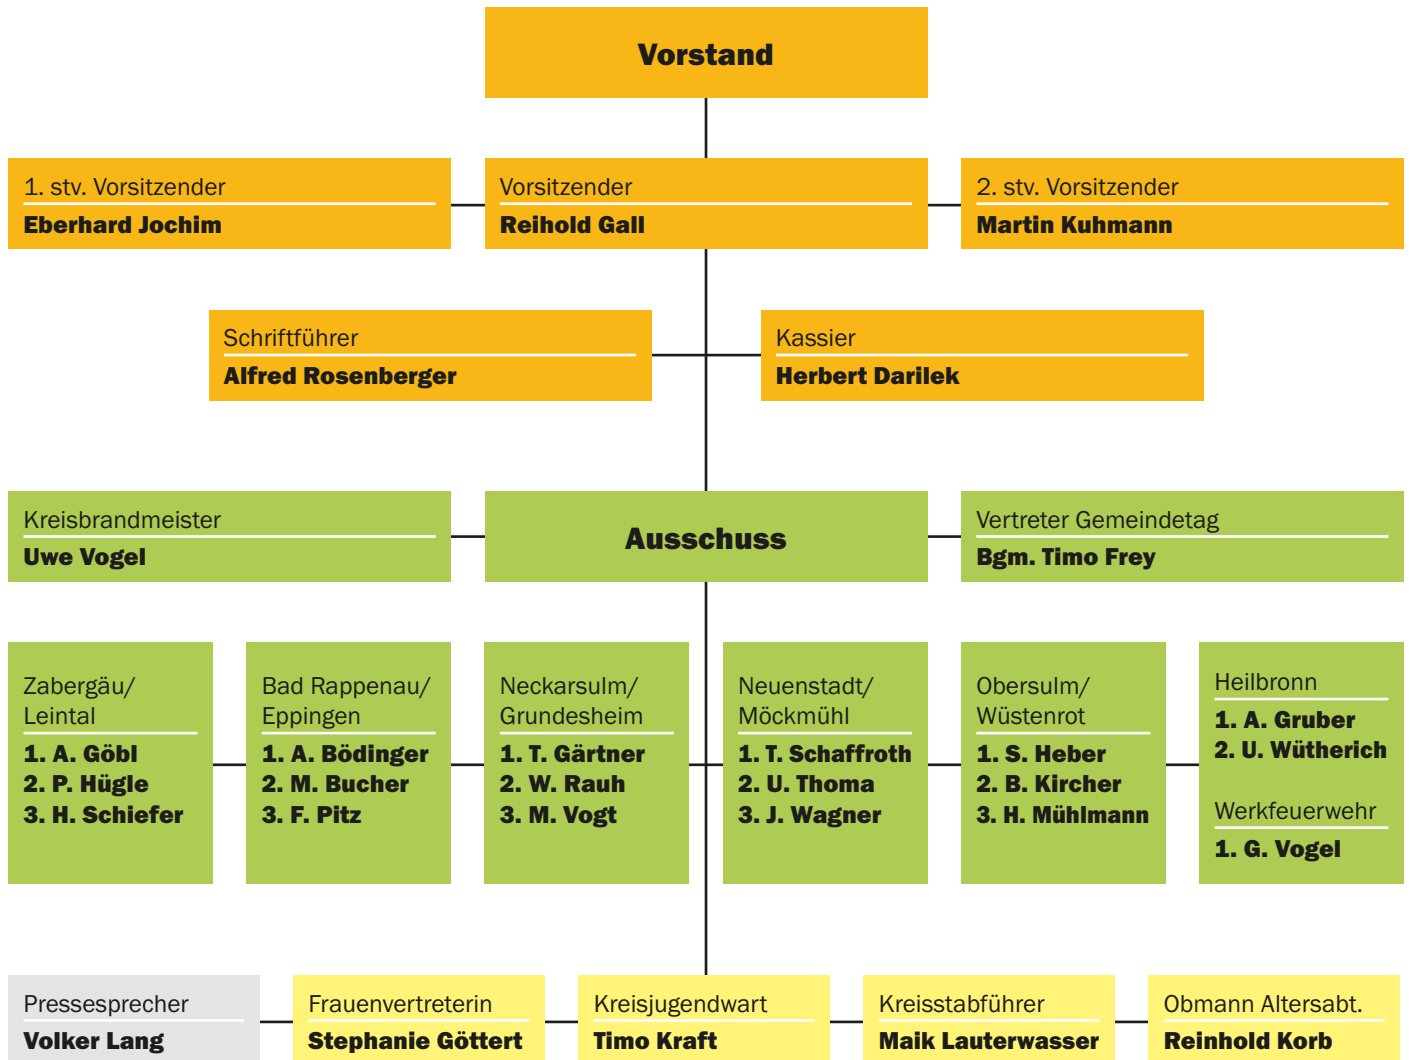 Vorstand
1. stv. Vorsitzender
Eberhard Jochim
Vorsitzender
Reihold Gall
2. stv. Vorsitzender
Martin Kuhmann
Schriftführer
Alfred Rosenberger
Kassier
Herbert Darilek
Kreisbrandmeister
Uwe Vogel
Ausschuss
Vertreter Gemeindetag
Bgm. Timo Frey
Zabergäu/
Leintal
1. A. Göbl
2. P. Hügle
3. H. Schiefer
Bad Rappenau/
Eppingen
1. A. Bödinger
2. M. Bucher
3. F. Pitz
Neckarsulm/
Grundesheim
1. T. Gärtner
2. W. Rauh
3. M. Vogt
Neuenstadt/
Möckmühl
1. T. Schaffroth
2. U. Thoma
3. J. Wagner
Obersulm/
Wüstenrot
1. S. Heber
2. B. Kircher
3. H. Mühlmann
Heilbronn
1. A. Gruber
2. U. Wütherich
Werkfeuerwehr
1. G. Vogel
Pressesprecher
Volker Lang
Frauenvertreterin
Stephanie Göttert
Kreisjugendwart
Timo Kraft
Kreisstabführer
Maik Lauterwasser
Obmann Altersabt.
Reinhold Korb